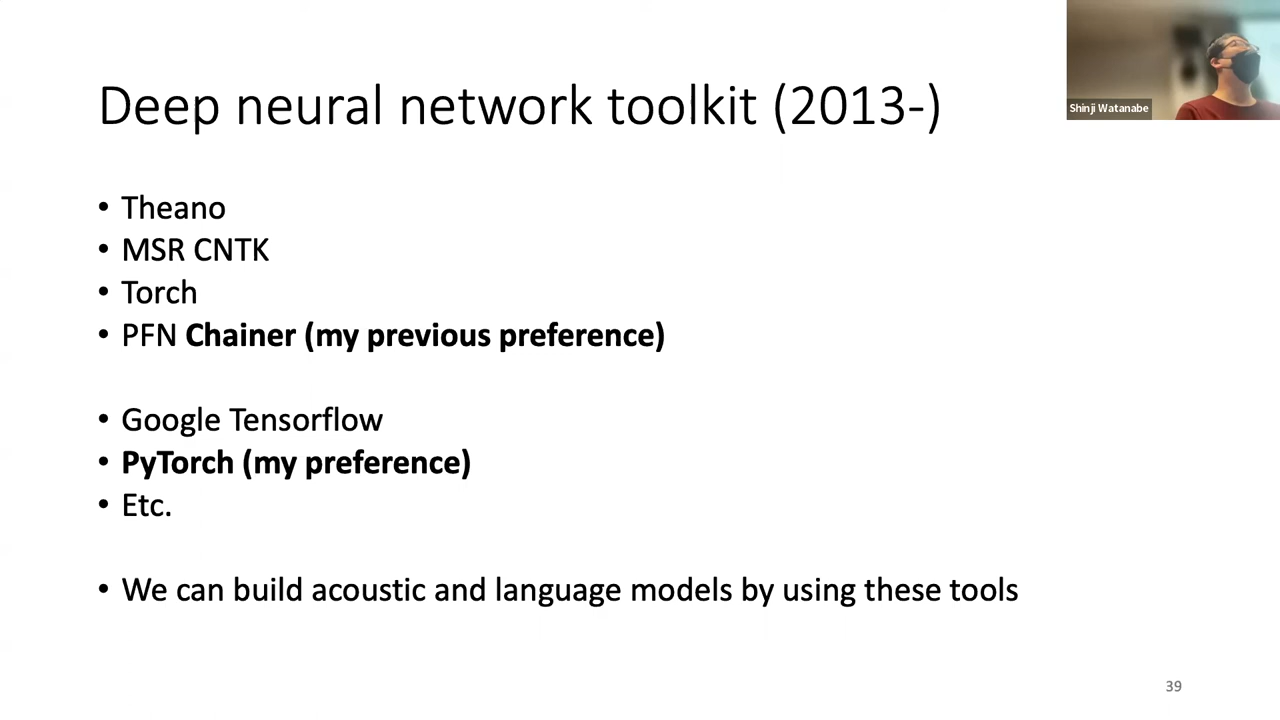 Deep neural network toolkit (2013-)
Shinji Watanabe
• Theano
• MSR CNTK
• Torch
• PFN Chainer (my previous preference)
• Google Tensorflow
• PyTorch (my preference)
• Etc.
• We can build acoustic and language models by using these tools
39